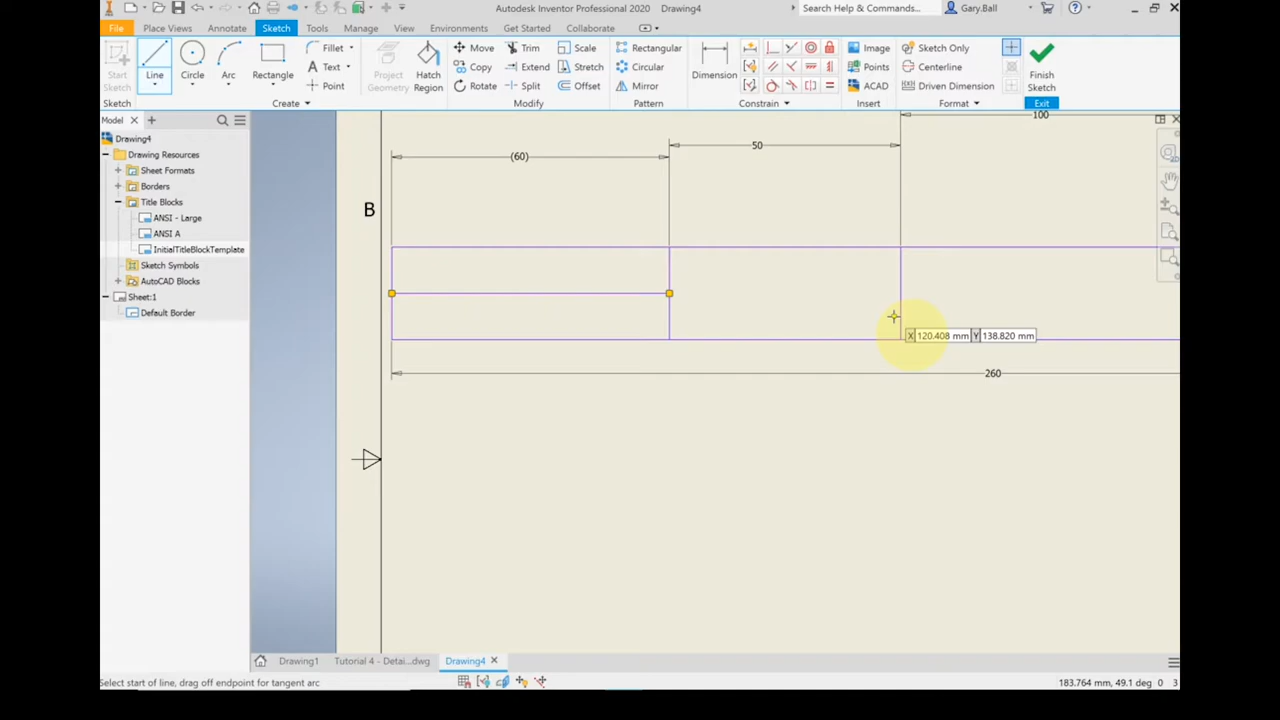 Autodesk Inventor Professional 2020 Drawing4
Search Help & Commands...
Gary.Ball
File Place Views Annotate Sketch Tools Manage View Environments Get Started Collaborate
Start Sketch
Line
Circle
Arc
Rectangle
Fillet
Text
Point
Project Geometry
Hatch Region
Move
Copy
Rotate
Trim
Extend
Split
Scale
Stretch
Offset
Rectangular
Circular
Mirror
Dimension
Image
Points
ACAD
Sketch Only
Centerline
Driven Dimension
Finish Sketch
Sketch
Create
Modify
Pattern
Constrain
Insert
Format
Exit
Model
Drawing4
Drawing Resources
Sheet Formats
Borders
Title Blocks
ANSI - Large
ANSI A
InitialTitleBlockTemplate
Sketch Symbols
AutoCAD Blocks
Sheet:1
Default Border
100
50
(60)
B
X 120.408 mm Y 138.820 mm
260
Drawing1 Tutorial 4 - Detai...dwg Drawing4
Select start of line, drag off endpoint for tangent arc
183.764 mm, 49.1 deg 0 3